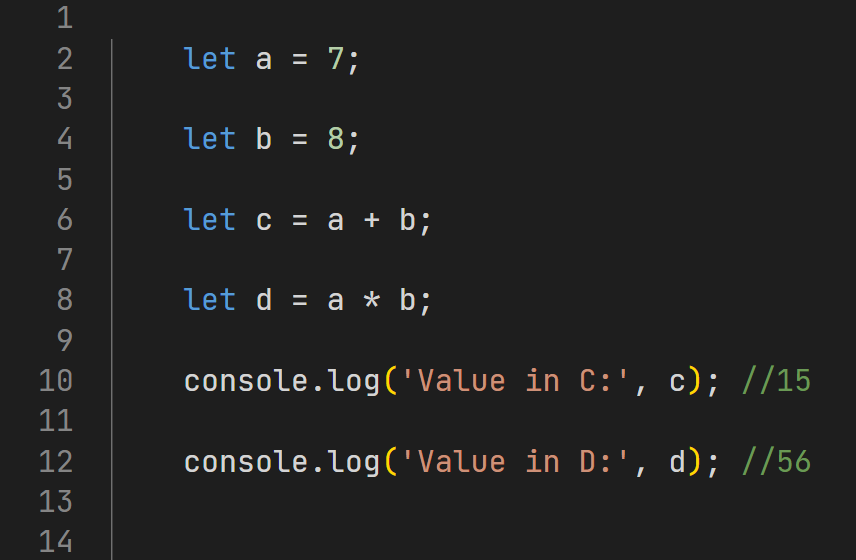 1
2 let a = 7;
3
4 let b = 8;
5
6 let c = a + b;
7
8 let d = a * b;
9
10 console.log('Value in C:', c); //15
11
12 console.log('Value in D:', d); //56
13
14